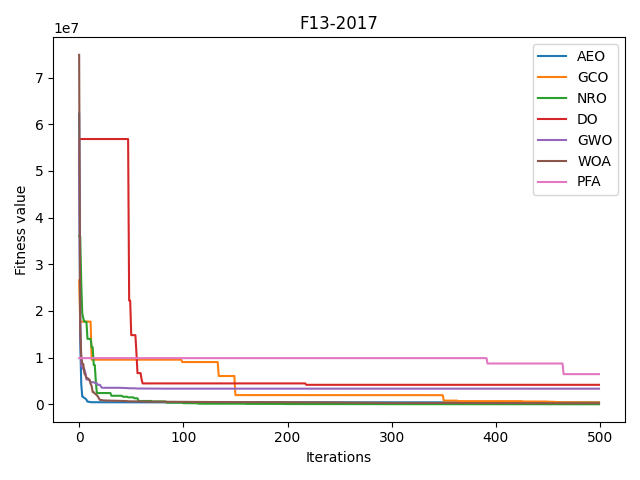 F13-2017
1e7
Fitness value
7
6
5
4
3
2
1
0
0 100 200 300 400 500
Iterations
AEO
GCO
NRO
DO
GWO
WOA
PFA